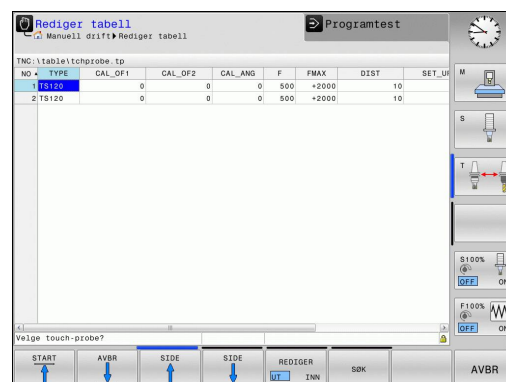 Rediger tabell
Manuell drift▶Rediger tabell
Programtest
TNC:\table\tchprobe.tp
NO TYPE CAL_OF1 CAL_OF2 CAL_ANG F FMAX DIST SET_U
1 TS120 0 0 0 500 +2000 10
2 TS120 0 0 0 500 +2000 10
Velge touch-probe?
M
S
T
S100%
OFF ON
F100%
OFF ON
START AVBR SIDE SIDE REDIGER SØK AVBR
UT INN